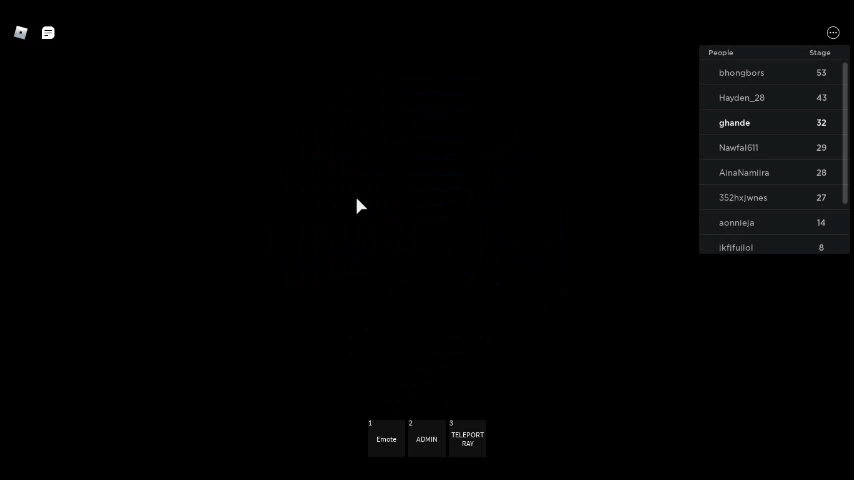 People Stage
bhongbors 53
Hayden_28 43
ghande 32
Nawfal611 29
AinaNamiira 28
352hxjwnes 27
aonnieja 14
ikfifuilol 8
1 2 3
Emote ADMIN TELEPORT
RAY